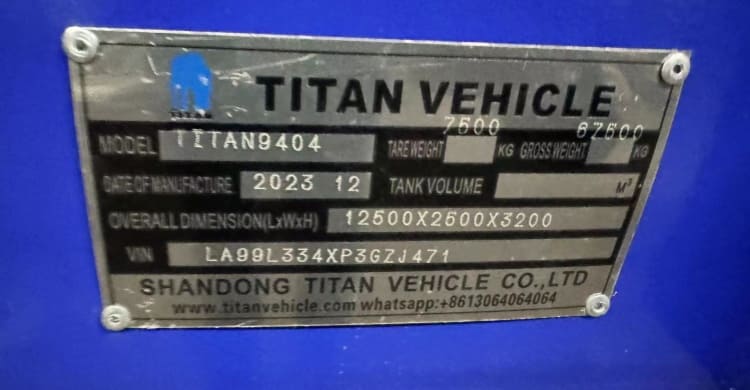 TITAN
TITAN VEHICLE
MODEL TITAN9404 TARE WEIGHT 7500 KG GROSS WEIGHT 67500 KG
DATE OF MANUFACTURE 2023 12 TANK VOLUME M³
OVERALL DIMENSION(LxWxH) 12500X2500X3200
VIN LA99L334XP3GZJ471
SHANDONG TITAN VEHICLE CO.,LTD
www.titanvehicle.com whatsapp:+8613064064064